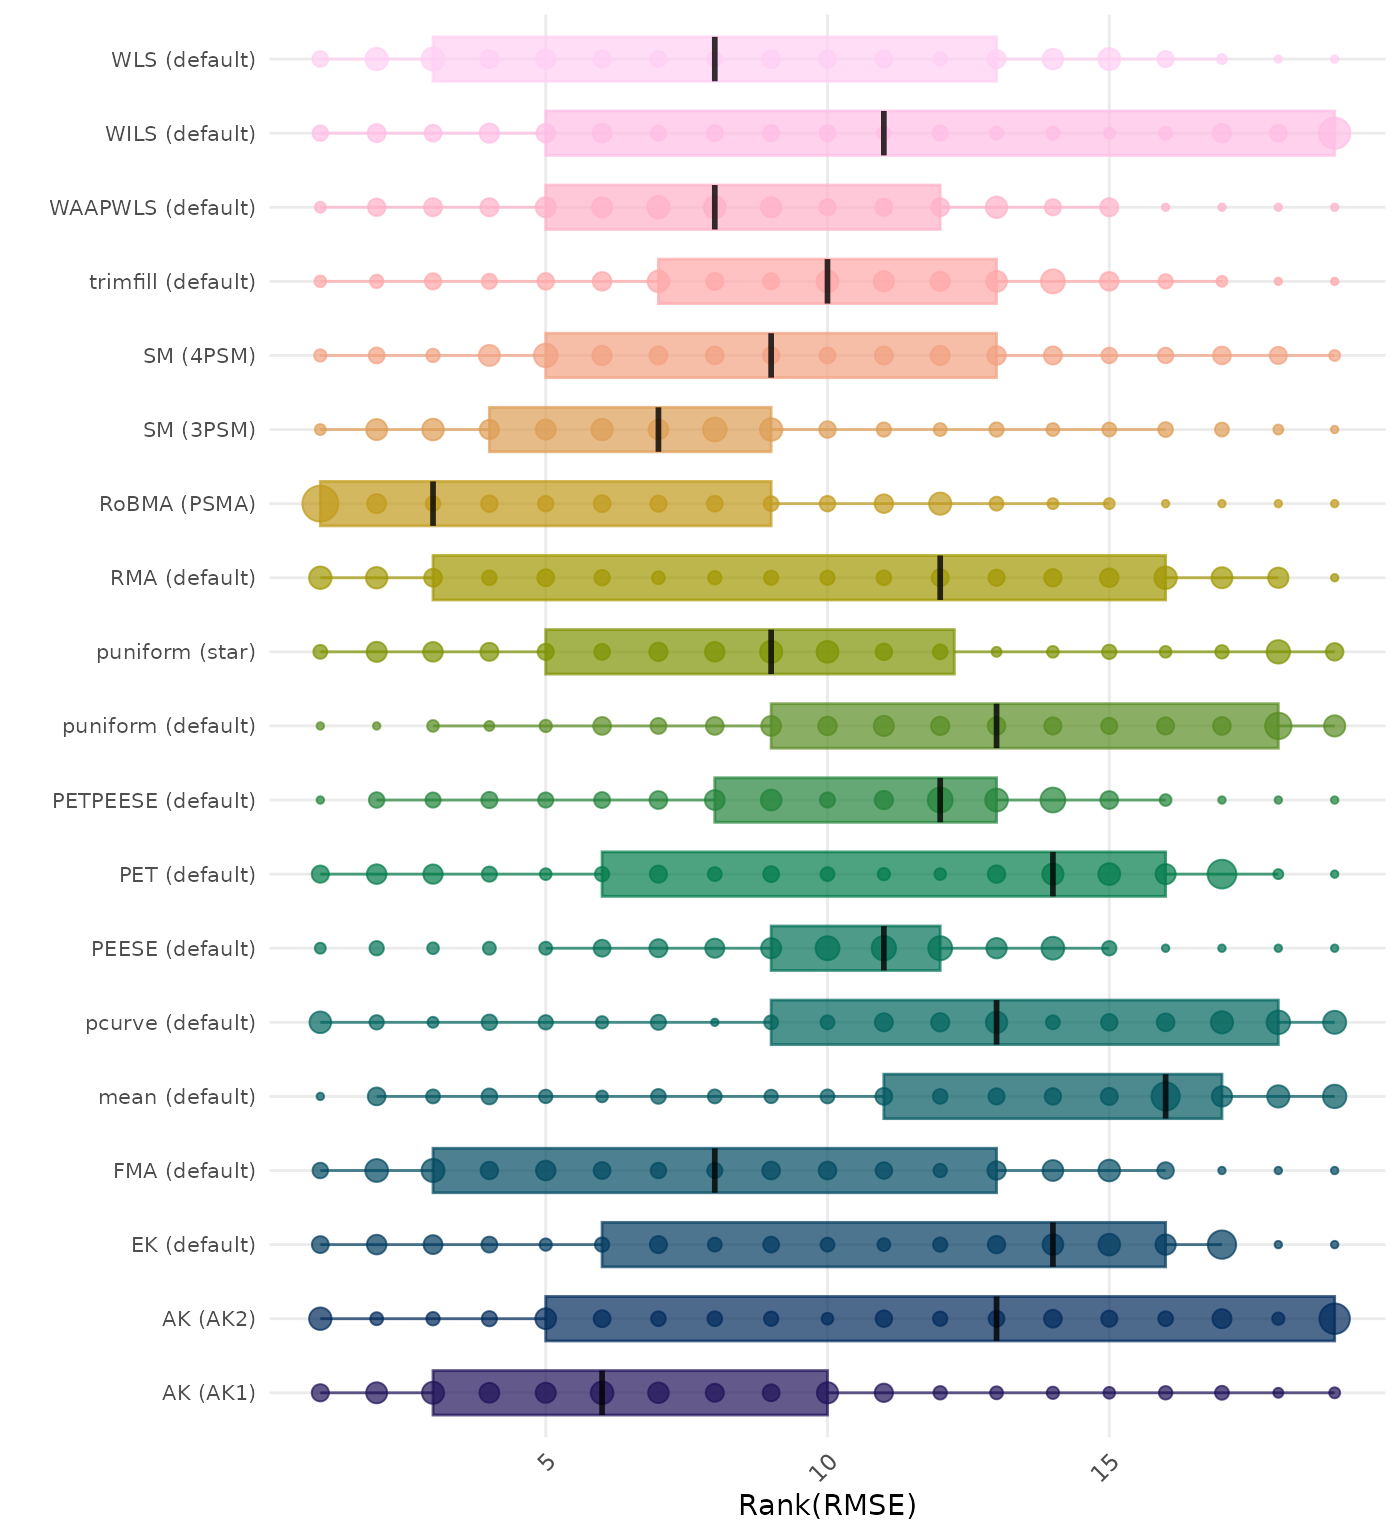 WLS (default)
WILS (default)
WAAPWLS (default)
trimfill (default)
SM (4PSM)
SM (3PSM)
RoBMA (PSMA)
RMA (default)
puniform (star)
puniform (default)
PETPEESE (default)
PET (default)
PEESE (default)
pcurve (default)
mean (default)
FMA (default)
EK (default)
AK (AK2)
AK (AK1)
5
10
15
Rank(RMSE)